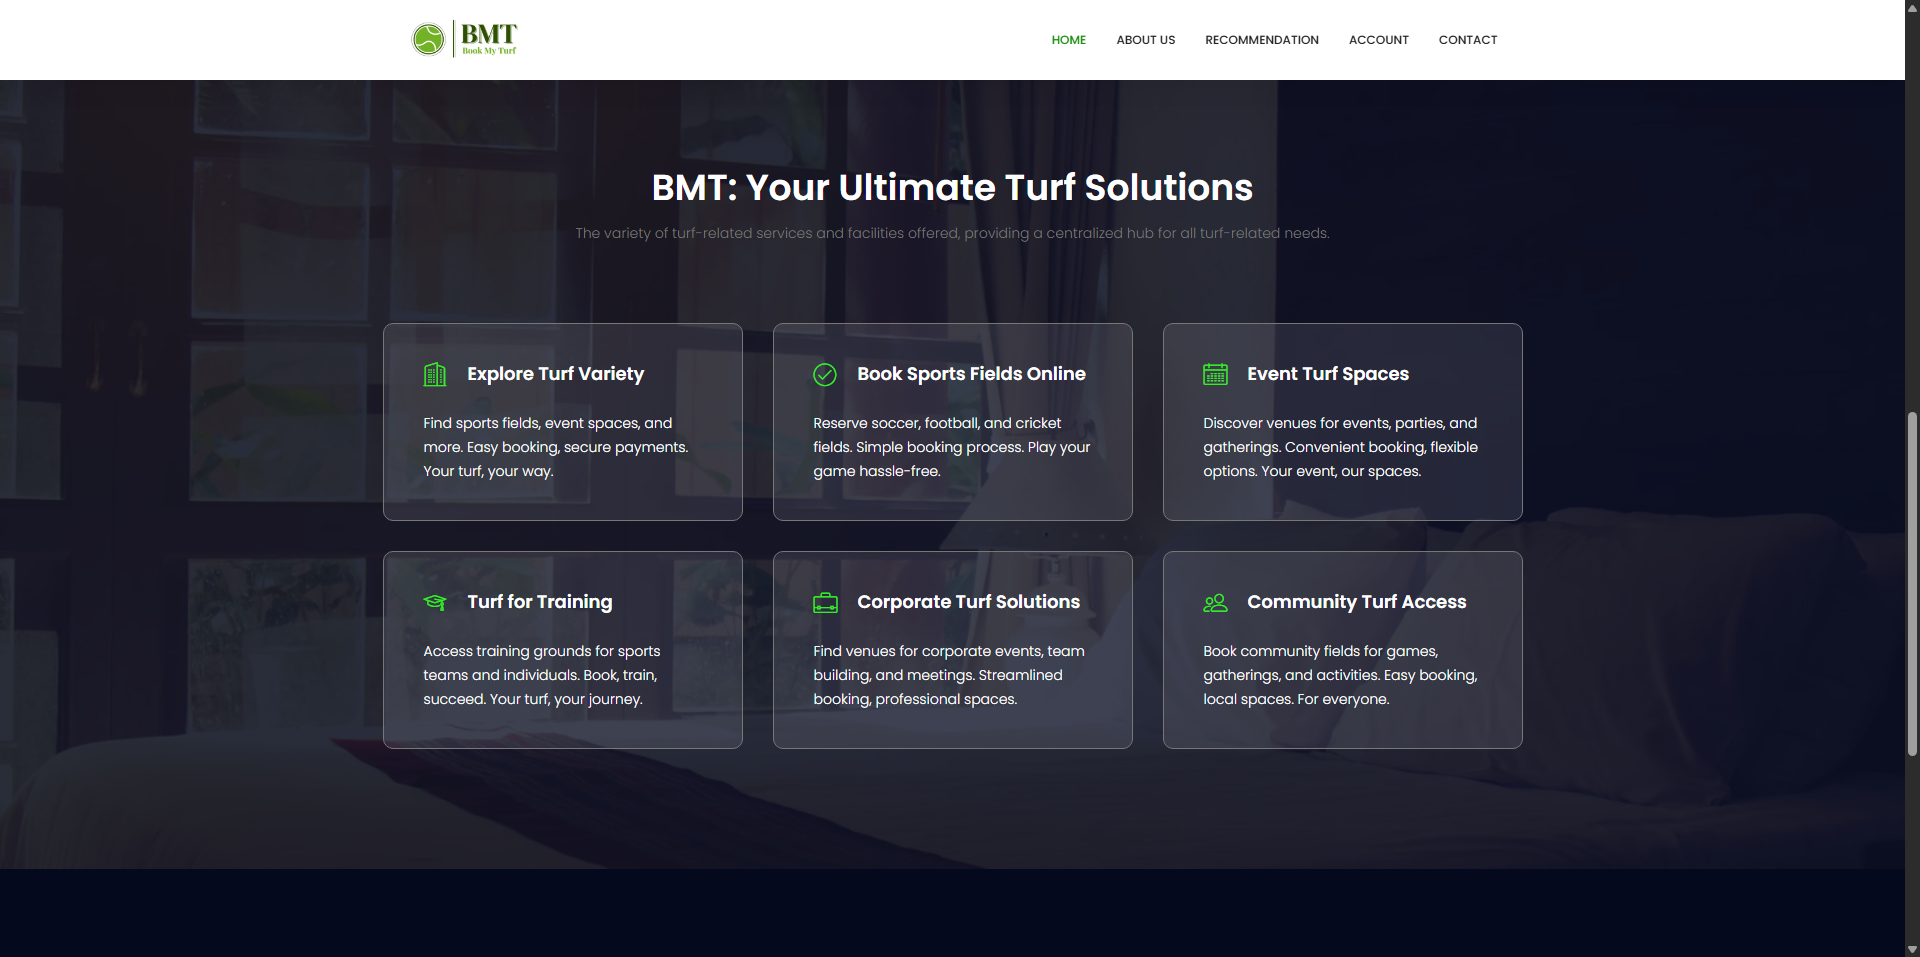 BMT
Book My Turf
HOME ABOUT US RECOMMENDATION ACCOUNT CONTACT
BMT: Your Ultimate Turf Solutions
The variety of turf-related services and facilities offered, providing a centralized hub for all turf-related needs.
Explore Turf Variety
Find sports fields, event spaces, and
more. Easy booking, secure payments.
Your turf, your way.
Book Sports Fields Online
Reserve soccer, football, and cricket
fields. Simple booking process. Play your
game hassle-free.
Event Turf Spaces
Discover venues for events, parties, and
gatherings. Convenient booking, flexible
options. Your event, our spaces.
Turf for Training
Access training grounds for sports
teams and individuals. Book, train,
succeed. Your turf, your journey.
Corporate Turf Solutions
Find venues for corporate events, team
building, and meetings. Streamlined
booking, professional spaces.
Community Turf Access
Book community fields for games,
gatherings, and activities. Easy booking,
local spaces. For everyone.